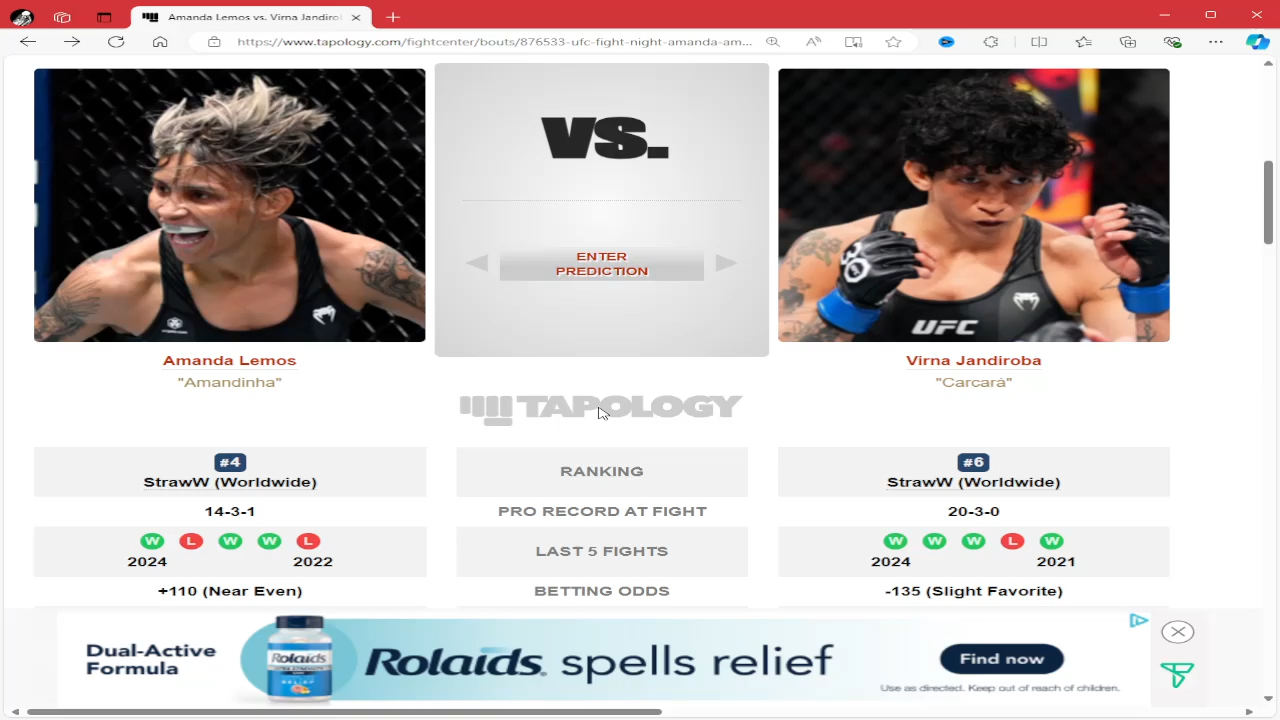 Amanda Lemos vs. Virna Jandirol
https://www.tapology.com/fightcenter/bouts/876533-ufc-fight-night-amanda-am...
VS.
ENTER
PREDICTION
UFC
Amanda Lemos
"Amandinha"
Virna Jandiroba
"Carcará"
TAPOLOGY
#4
StrawW (Worldwide)
RANKING
#6
StrawW (Worldwide)
14-3-1
PRO RECORD AT FIGHT
20-3-0
W L W W L
2024 2022
LAST 5 FIGHTS
W W W L W
2024 2021
+110 (Near Even)
BETTING ODDS
-135 (Slight Favorite)
Dual-Active
Formula
Rolaids
Rolaids. spells relief
Find now
Use as directed. Keep out of reach of children.